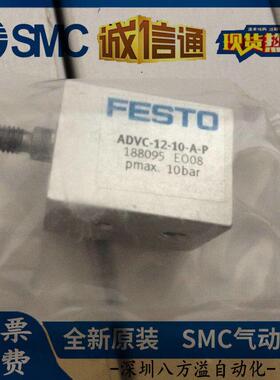 SMC
诚信通
现货热
FESTO
ADVC-12-10-A-P
188095 E008
pmax. 10bar
票
费
全新原装 SMC气动
-深圳八方溢自动化-